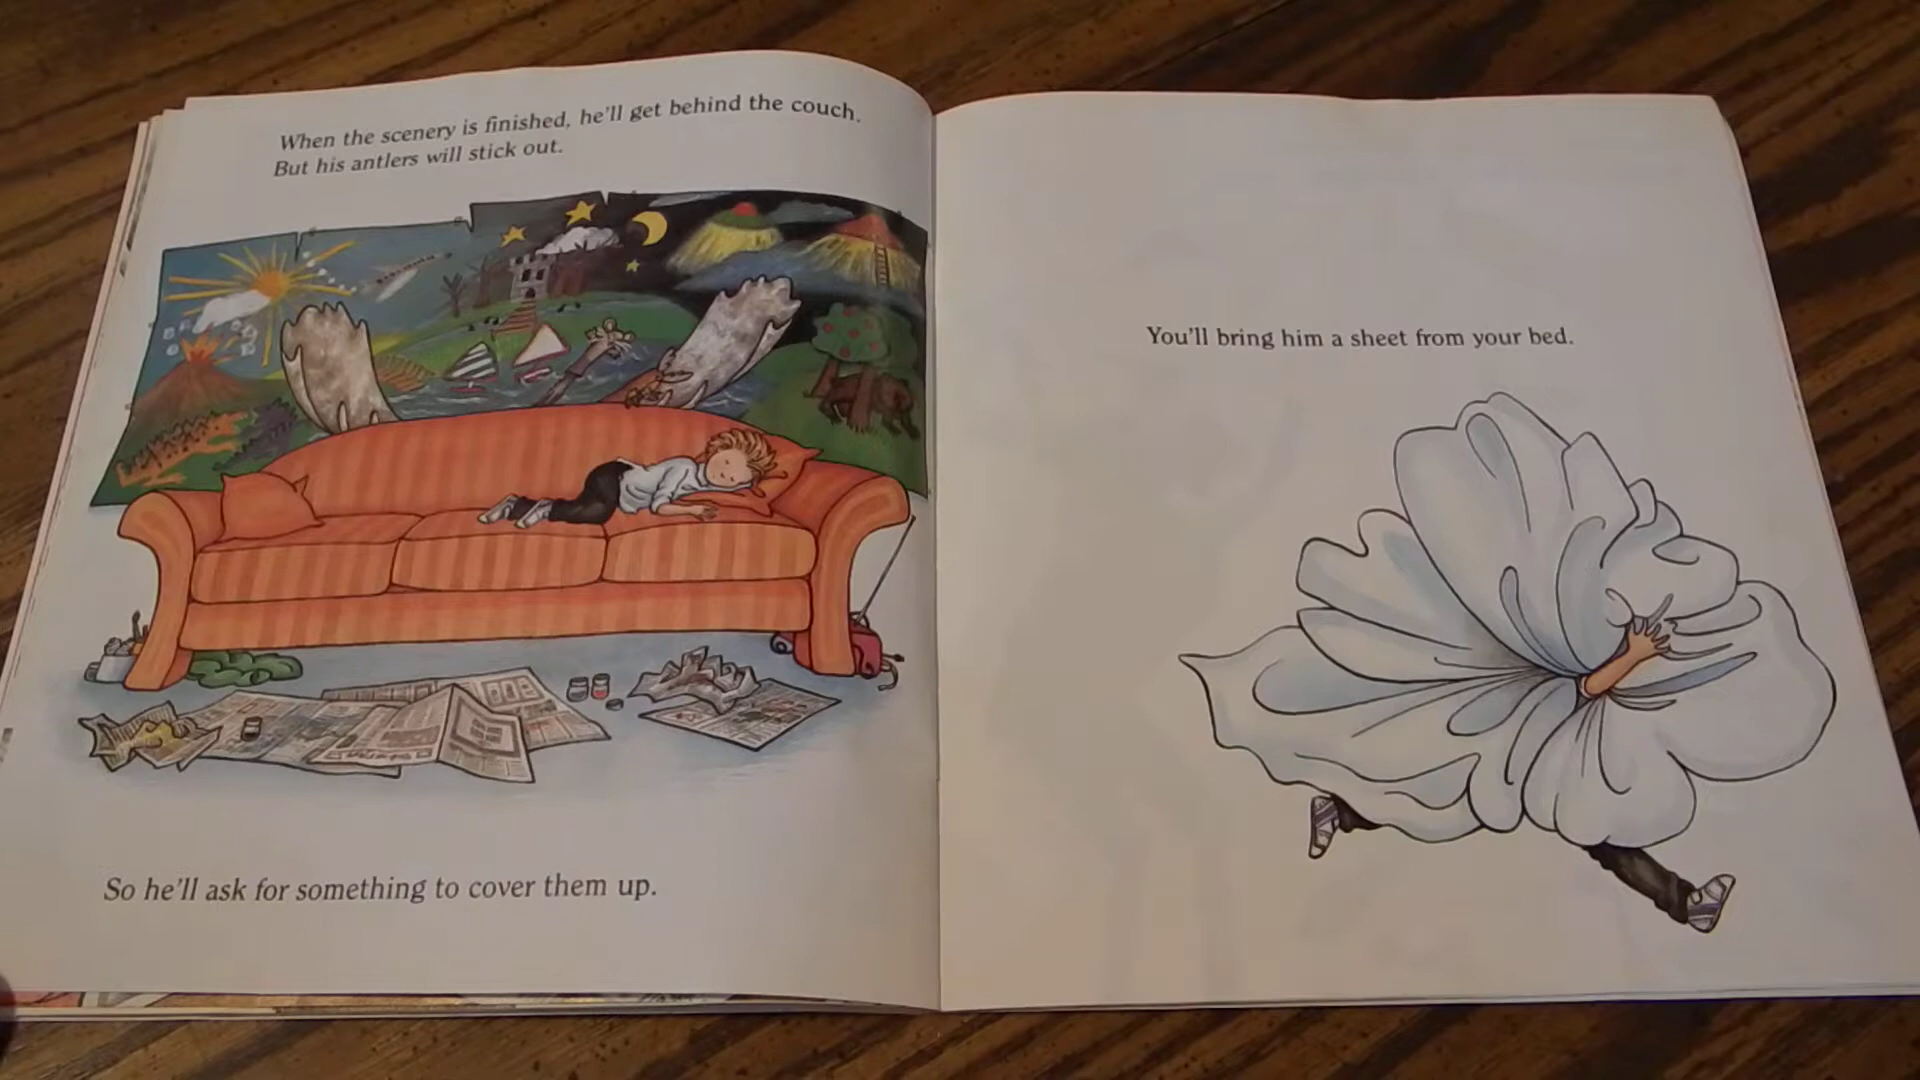 When the scenery is finished, he'll get behind the couch.
But his antlers will stick out.
So he'll ask for something to cover them up.
You'll bring him a sheet from your bed.